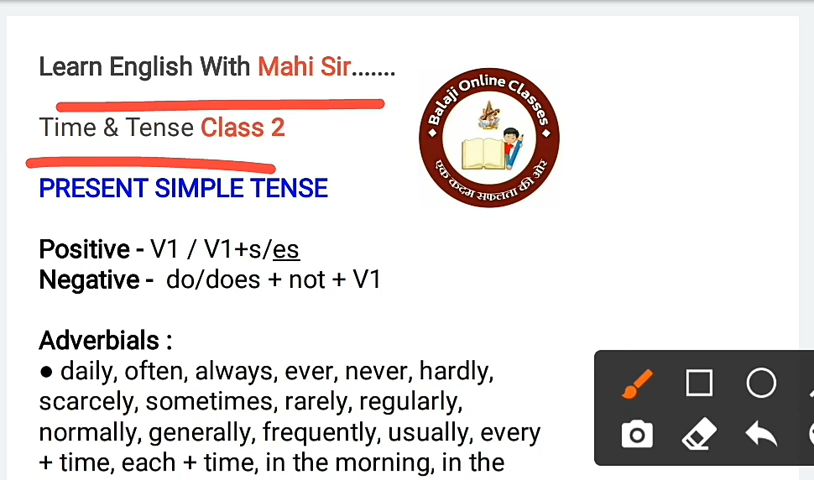 Learn English With Mahi Sir.......
Time & Tense Class 2
Balaji Online Classes
एक कदम सफलता की ओर
PRESENT SIMPLE TENSE
Positive - V1 / V1+s/es
Negative - do/does + not + V1
Adverbials :
● daily, often, always, ever, never, hardly,
scarcely, sometimes, rarely, regularly,
normally, generally, frequently, usually, every
+ time, each + time, in the morning, in the